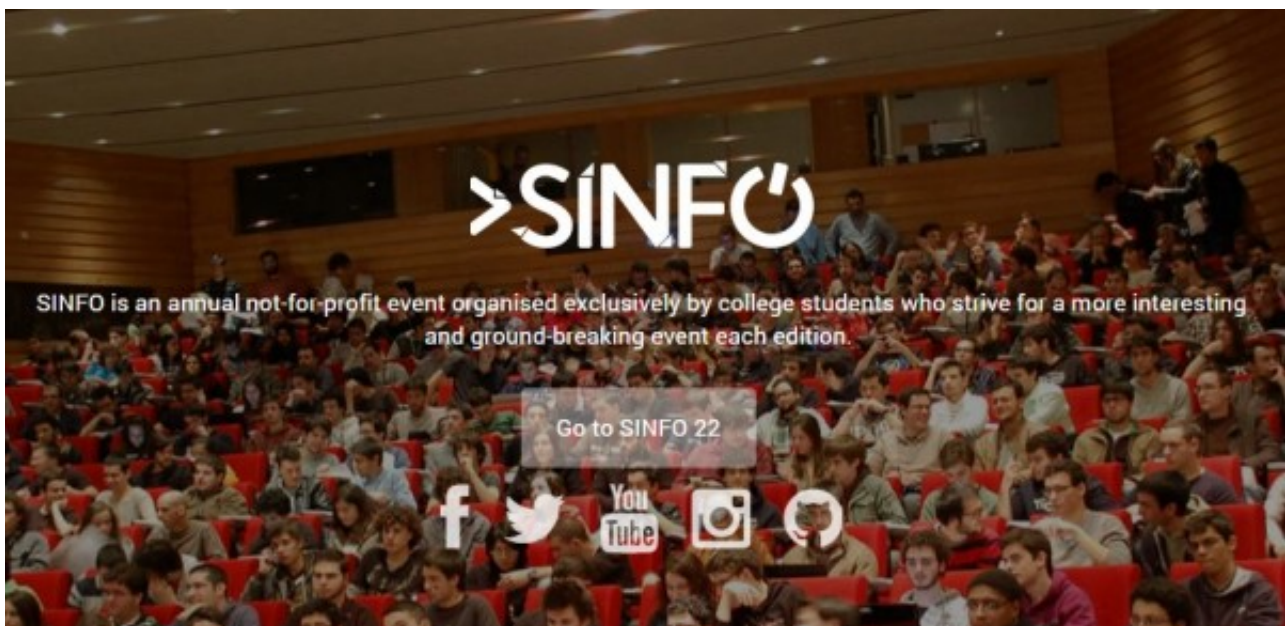 >SINFO
SINFO is an annual not-for-profit event organised exclusively by college students who strive for a more interesting
and ground-breaking event each edition.
Go to SINFO 22
You
Tube